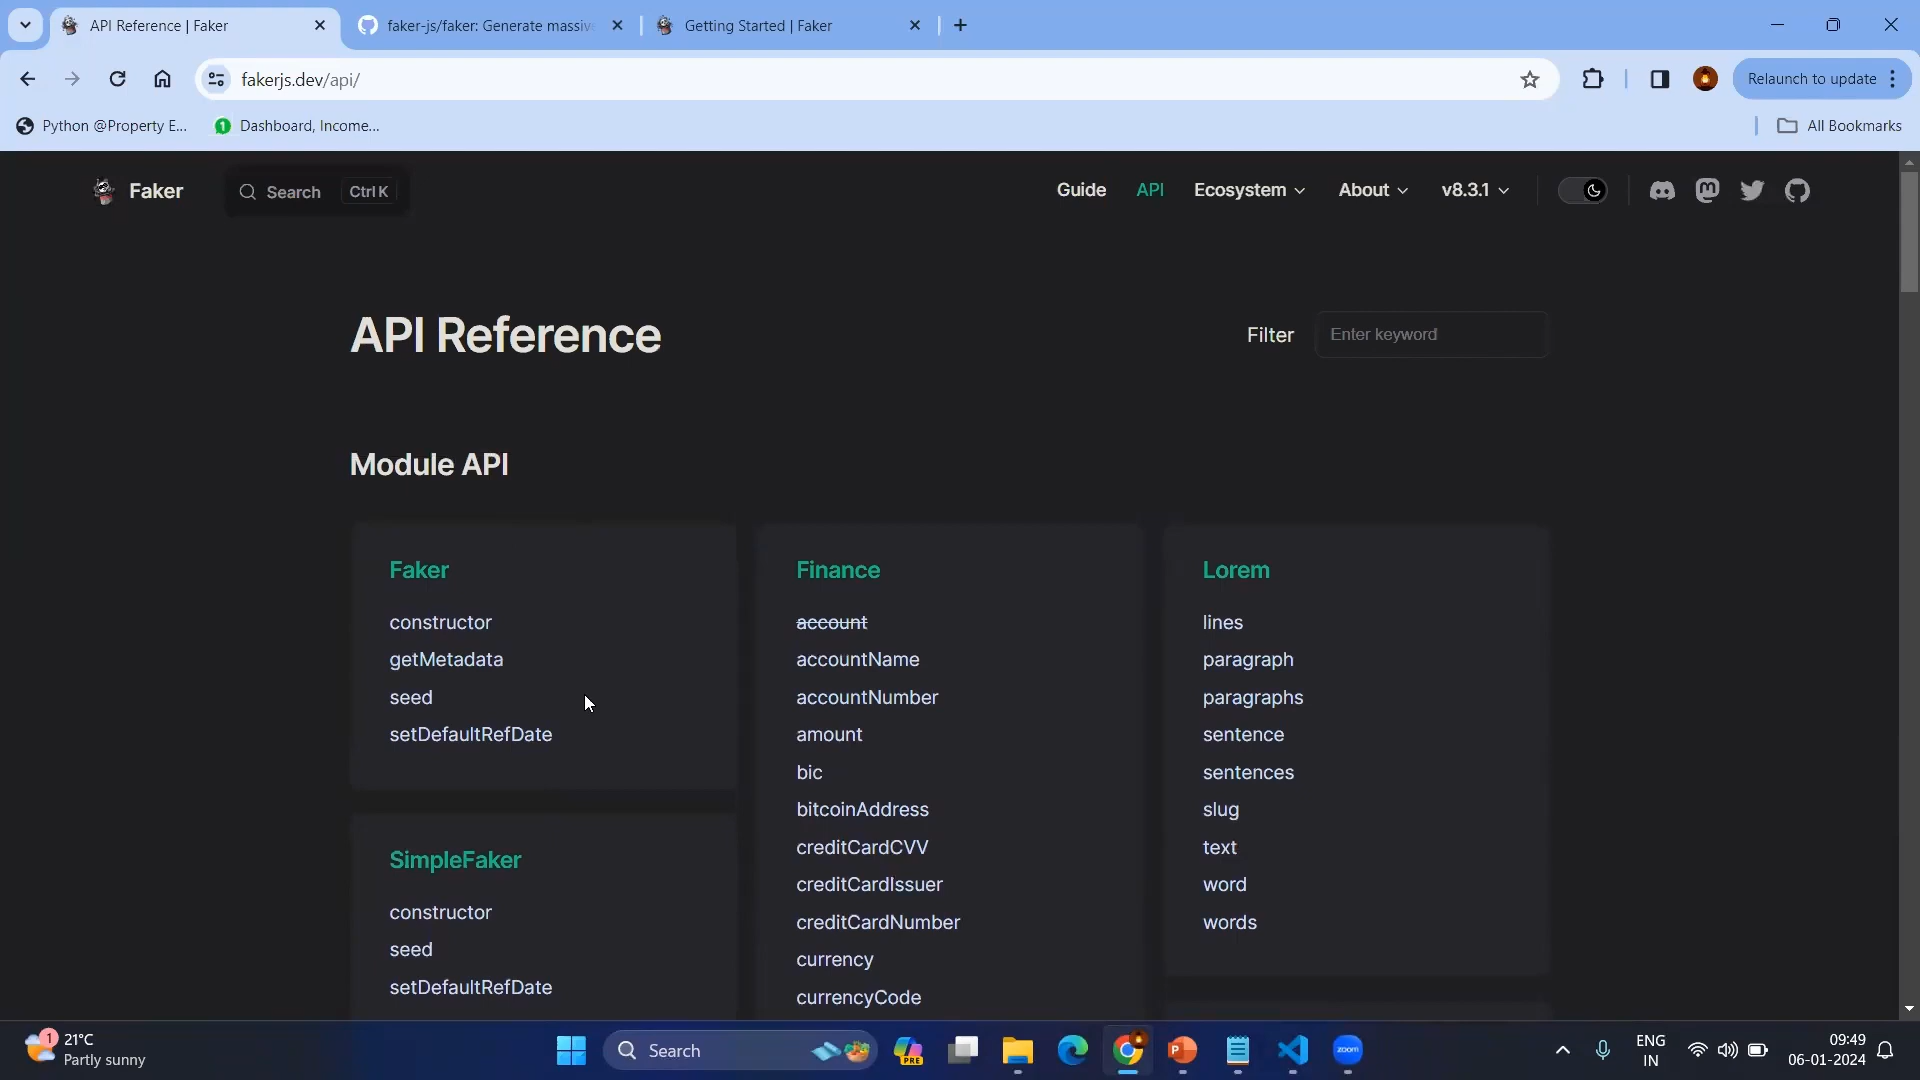 API Reference | Faker
faker-js/faker: Generate massiv
Getting Started | Faker
fakerjs.dev/api/
Relaunch to update
Python @Property E...
Dashboard, Income...
All Bookmarks
Faker
Search
Ctrl K
Guide
API
Ecosystem
About
v8.3.1
API Reference
Filter
Enter keyword
Module API
Faker
constructor
getMetadata
seed
setDefaultRefDate
SimpleFaker
constructor
seed
setDefaultRefDate
Finance
account
accountName
accountNumber
amount
bic
bitcoinAddress
creditCardCVV
creditCardIssuer
creditCardNumber
currency
currencyCode
Lorem
lines
paragraph
paragraphs
sentence
sentences
slug
text
word
words
1
21°C
Partly sunny
Search
PRE
zoom
ENG
IN
09:49
06-01-2024